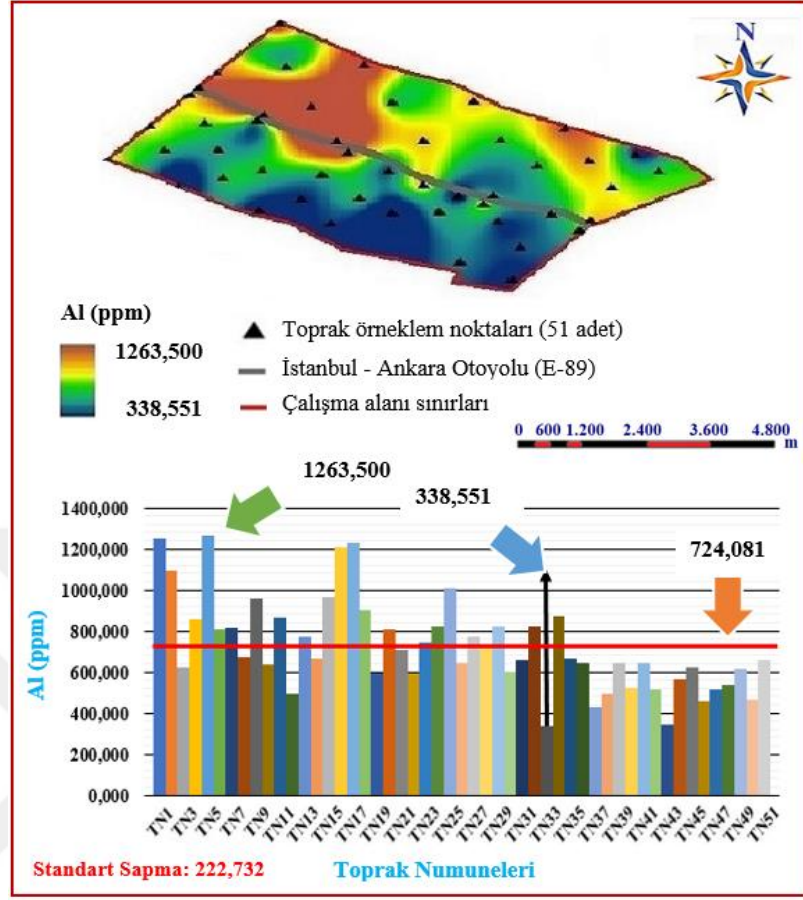 N
Al (ppm)
1263,500
338,551
Toprak örneklem noktaları (51 adet)
İstanbul - Ankara Otoyolu (E-89)
Çalışma alanı sınırları
0 600 1.200 2.400 3.600 4.800
m
1263,500
338,551
724,081
1400,000
1200,000
1000,000
800,000
600,000
400,000
200,000
0,000
Al (ppm)
TN1 TN3 TN5 TN7 TN9 TN11 TN13 TN15 TN17 TN19 TN21 TN23 TN25 TN27 TN29 TN31 TN33 TN35 TN37 TN39 TN41 TN43 TN45 TN47 TN49 TN51
Standart Sapma: 222,732
Toprak Numuneleri